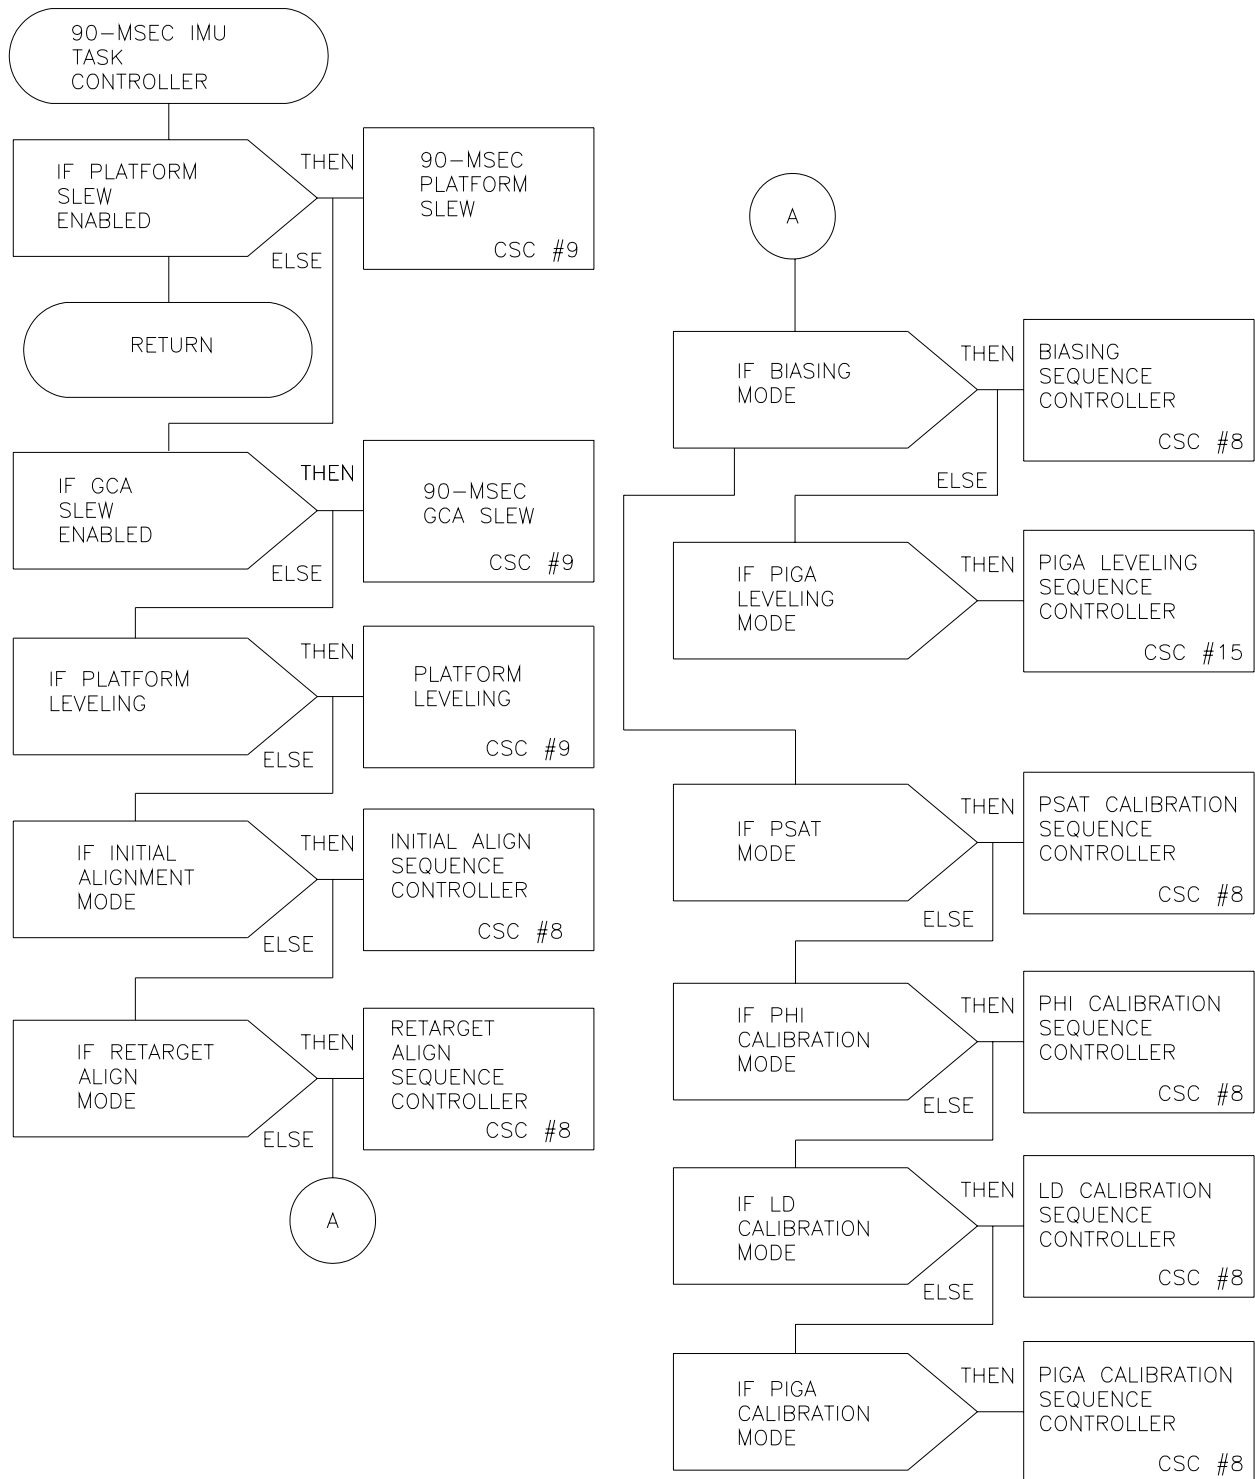 90-MSEC IMU
TASK
CONTROLLER
IF PLATFORM
SLEW
ENABLED
THEN
ELSE
90-MSEC
PLATFORM
SLEW
CSC #9
RETURN
IF GCA
SLEW
ENABLED
THEN
ELSE
90-MSEC
GCA SLEW
CSC #9
IF PLATFORM
LEVELING
THEN
ELSE
PLATFORM
LEVELING
CSC #9
IF INITIAL
ALIGNMENT
MODE
THEN
ELSE
INITIAL ALIGN
SEQUENCE
CONTROLLER
CSC #8
IF RETARGET
ALIGN
MODE
THEN
ELSE
RETARGET
ALIGN
SEQUENCE
CONTROLLER
CSC #8
A
A
IF BIASING
MODE
THEN
ELSE
BIASING
SEQUENCE
CONTROLLER
CSC #8
IF PIGA
LEVELING
MODE
THEN
PIGA LEVELING
SEQUENCE
CONTROLLER
CSC #15
IF PSAT
MODE
THEN
ELSE
PSAT CALIBRATION
SEQUENCE
CONTROLLER
CSC #8
IF PHI
CALIBRATION
MODE
THEN
ELSE
PHI CALIBRATION
SEQUENCE
CONTROLLER
CSC #8
IF LD
CALIBRATION
MODE
THEN
ELSE
LD CALIBRATION
SEQUENCE
CONTROLLER
CSC #8
IF PIGA
CALIBRATION
MODE
THEN
PIGA CALIBRATION
SEQUENCE
CONTROLLER
CSC #8